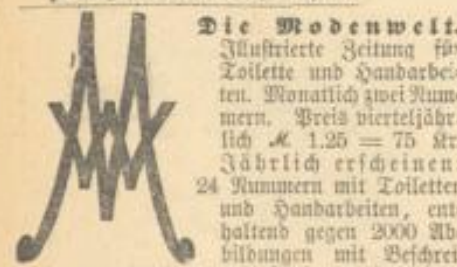 Die Modenwelt.
Illustrierte Zeitung für
Toilette und Handarbei-
ten. Monatlich zwei Num-
mern. Preis vierteljähr-
lich M. 1.25 = 75 Kr.
Jährlich erscheinen:
24 Nummern mit Toiletten
und Handarbeiten, ent-
haltend gegen 2000 Ab-
bildungen mit Beschrei-